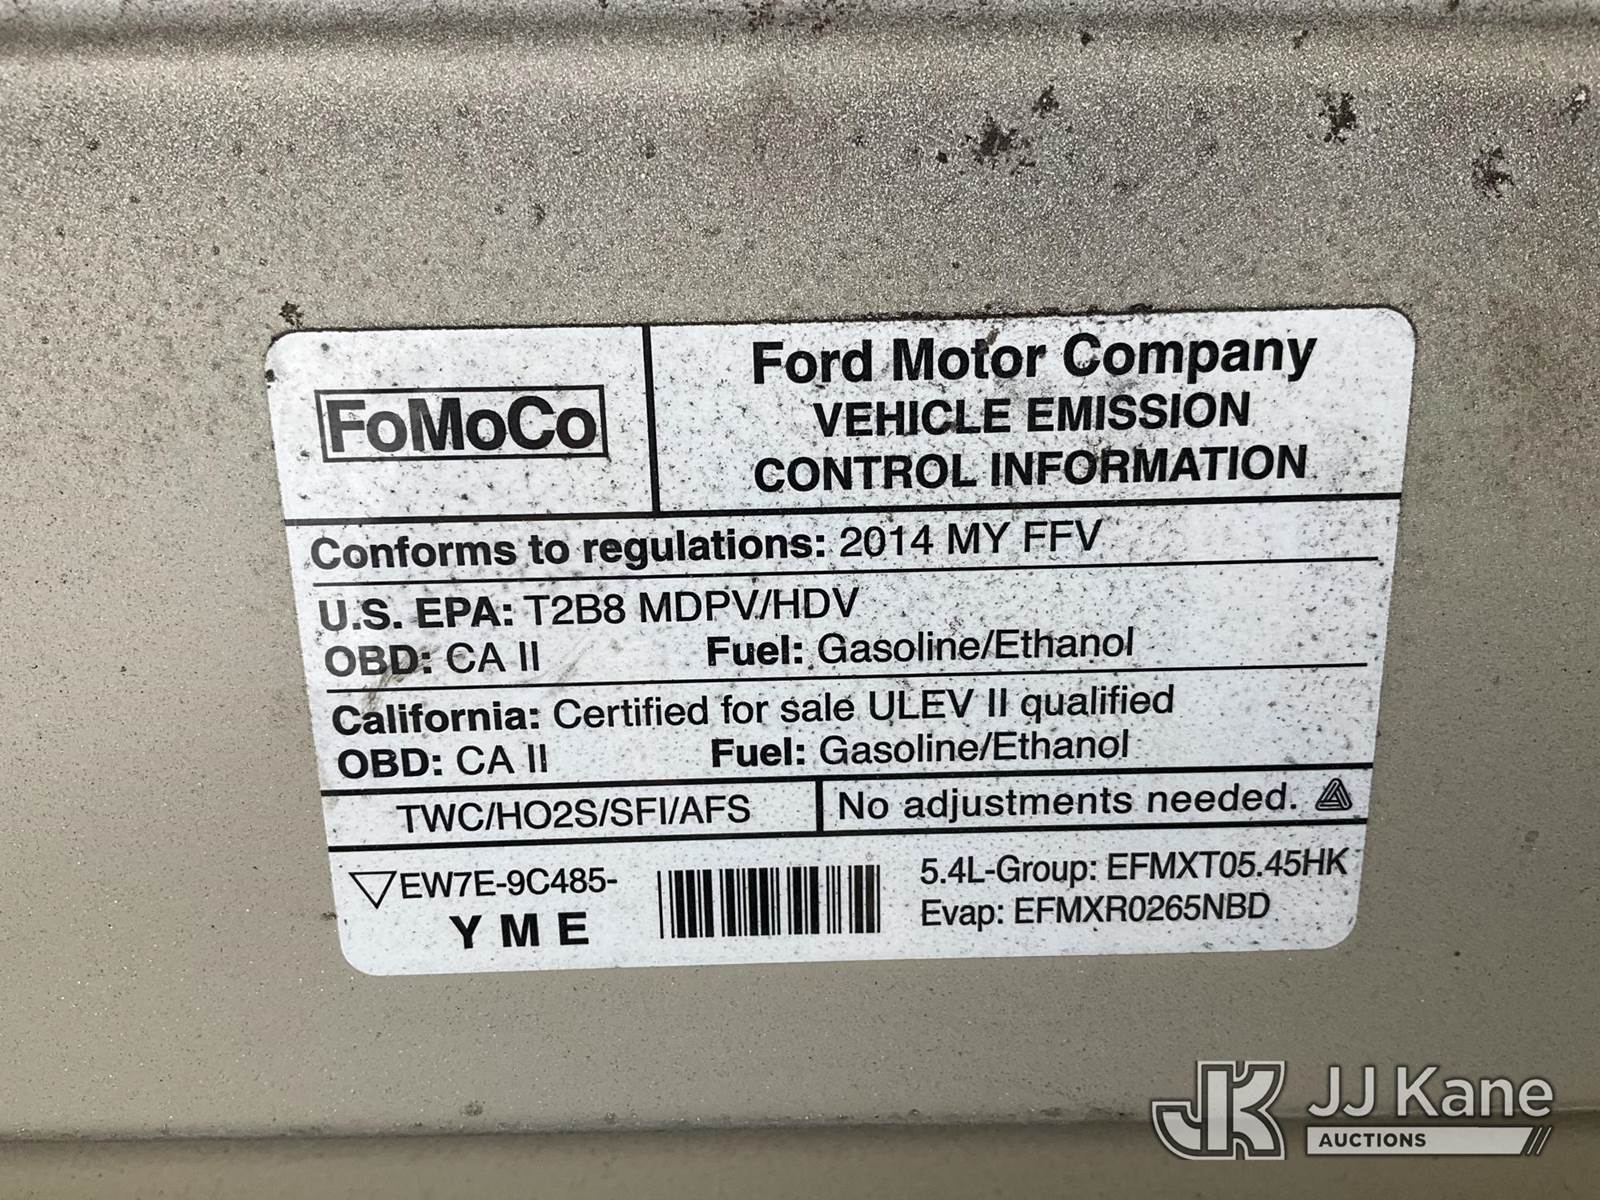 FoMoCo
Ford Motor Company
VEHICLE EMISSION
CONTROL INFORMATION
Conforms to regulations: 2014 MY FFV
U.S. EPA: T2B8 MDPV/HDV
OBD: CA II Fuel: Gasoline/Ethanol
California: Certified for sale ULEV II qualified
OBD: CA II Fuel: Gasoline/Ethanol
TWC/HO2S/SFI/AFS No adjustments needed.
EW7E-9C485-
YME
5.4L-Group: EFMXT05.45HK
Evap: EFMXR0265NBD
JK JJ Kane
AUCTIONS